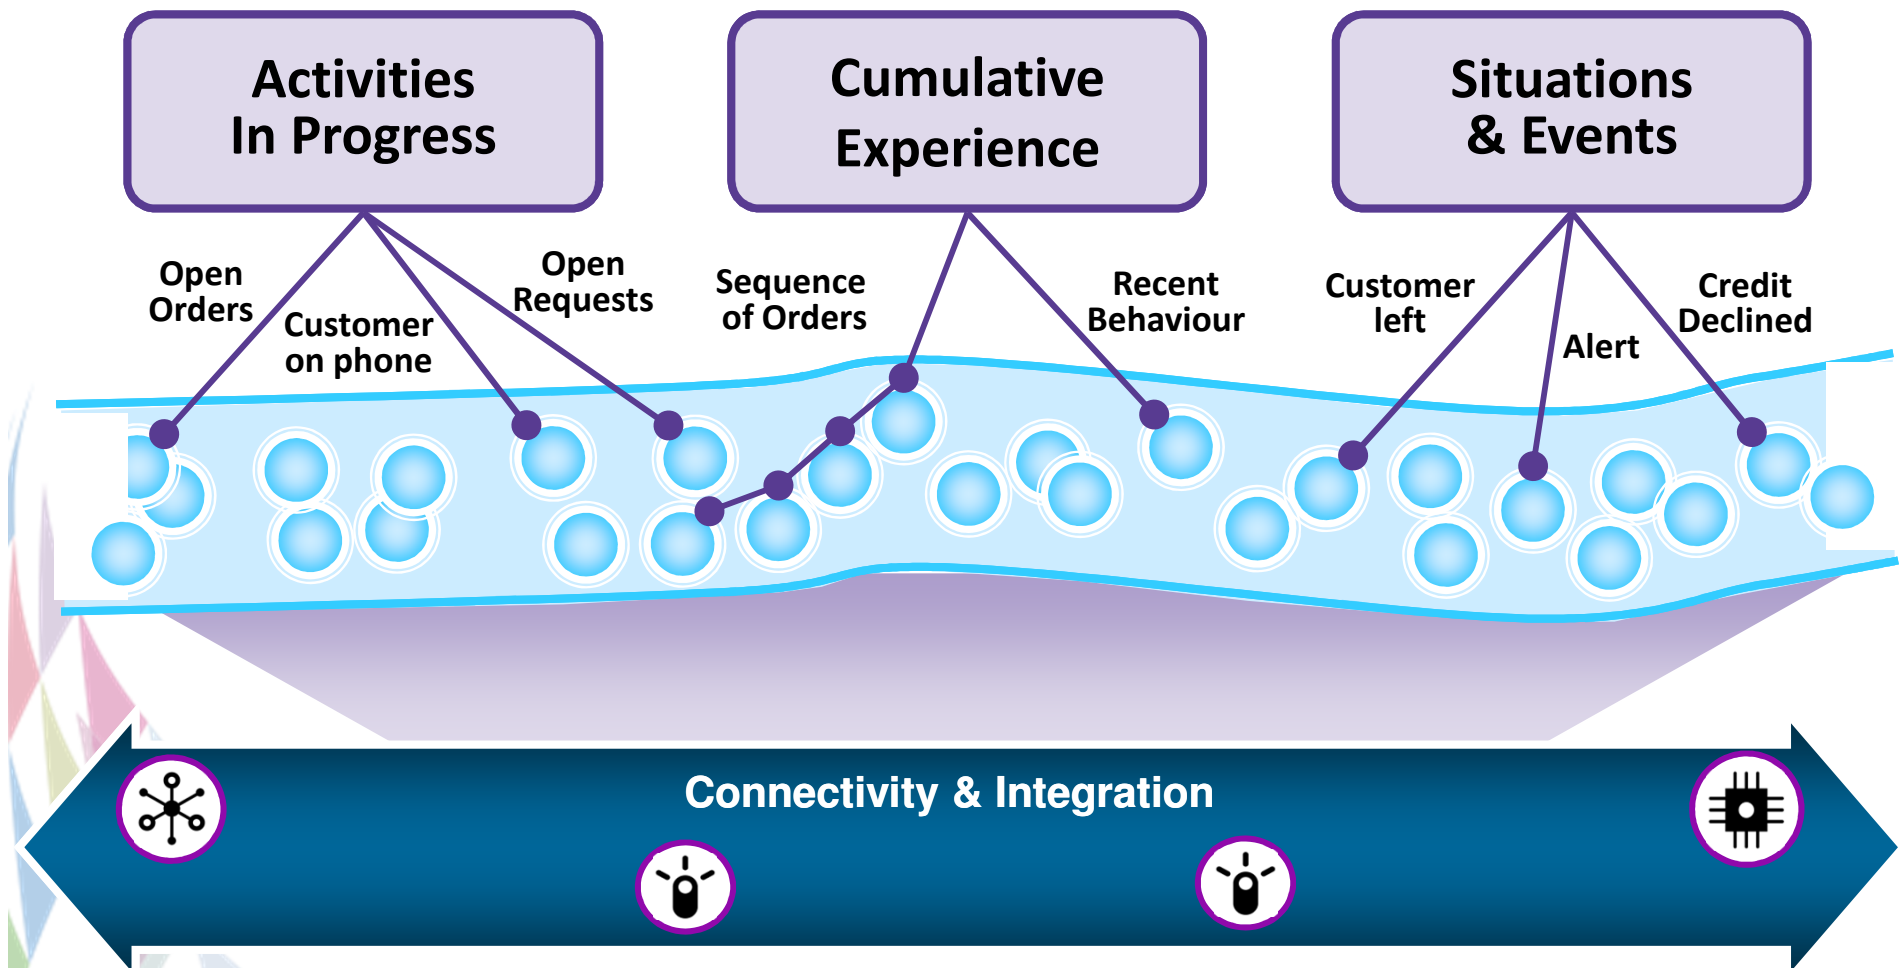 Activities
In Progress
Cumulative
Experience
Situations
& Events
Open
Orders
Customer
on phone
Open
Requests
Sequence
of Orders
Recent
Behaviour
Customer
left
Alert
Credit
Declined
Connectivity & Integration